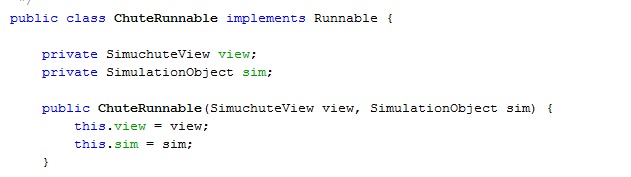 */
public class ChuteRunnable implements Runnable {
private SimuchuteView view;
private SimulationObject sim;
public ChuteRunnable(SimuchuteView view, SimulationObject sim) {
this.view = view;
this.sim = sim;
}